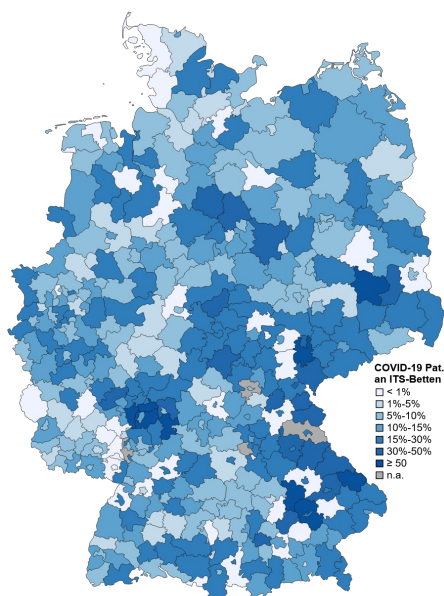 COVID-19 Pat.
an ITS-Betten
< 1%
1%-5%
5%-10%
10%-15%
15%-30%
30%-50%
≥ 50
n.a.